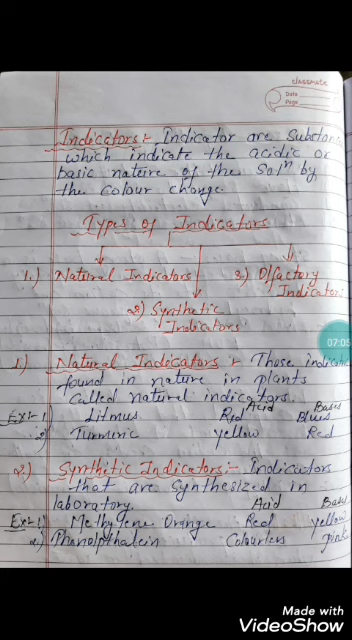 classmate
Date
Page
Indicators :- Indicator are Substan
which indicate the acidic or
basic nature of the Solⁿ by
the colour change.
Types of Indicators
1.) Natural Indicators
3) Olfactory
Indicators
2) Synthetic
Indicators
07:05
1.) Natural Indicators :- Those indicat
found in nature in plants
called natural indicators.
Acid Bases
Ex:- 1) Litmus Red Blue
2) Turmeric Yellow Red
2.) Synthetic Indicators:- Indicators
that are synthesized in
laboratory. Acid Base
Ex:- 1) Methylene Orange Red yellow
2.) Phenolpthalein Colourless pink
Made with
VideoShow